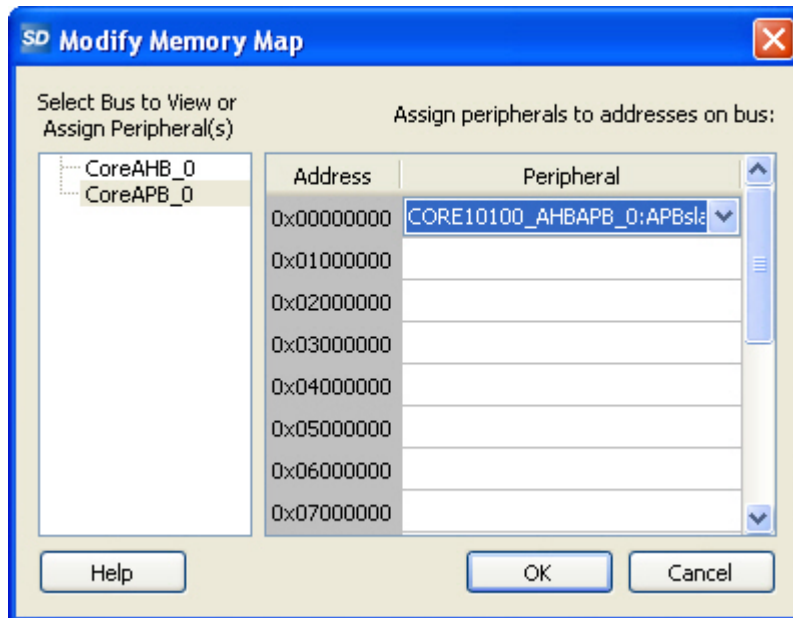 SD Modify Memory Map
Select Bus to View or
Assign Peripheral(s)
Assign peripherals to addresses on bus:
CoreAHB_0
CoreAPB_0
Address Peripheral
0x00000000 CORE10100_AHBAPB_0:APBsla
0x01000000
0x02000000
0x03000000
0x04000000
0x05000000
0x06000000
0x07000000
Help OK Cancel